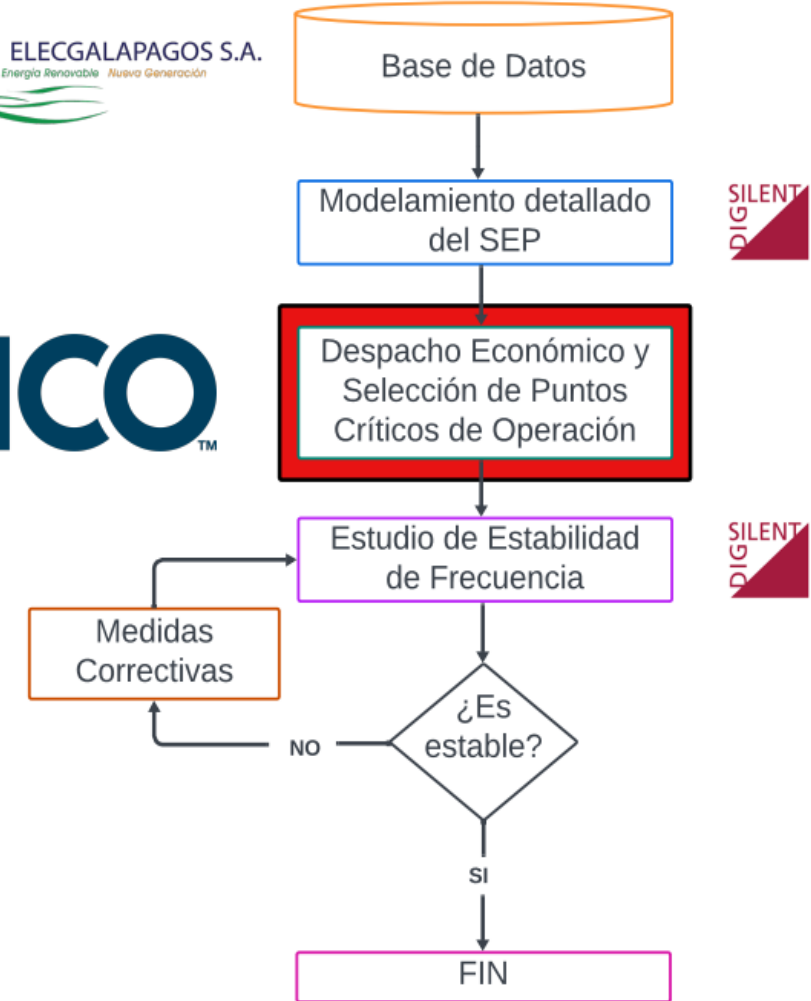 ELECGALAPAGOS S.A.
Energía Renovable Nueva Generación
Base de Datos
Modelamiento detallado
del SEP
SILENT
DIG
Despacho Económico y
Selección de Puntos
Críticos de Operación
ICO
TM
Estudio de Estabilidad
de Frecuencia
SILENT
DIG
Medidas
Correctivas
¿Es
estable?
NO
SI
FIN